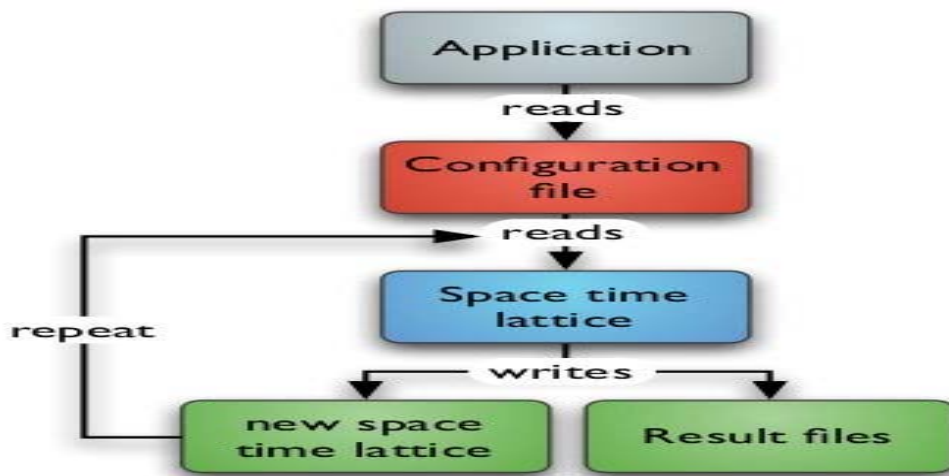 Application
reads
Configuration
file
reads
Space time
lattice
repeat
writes
new space
time lattice
Result files